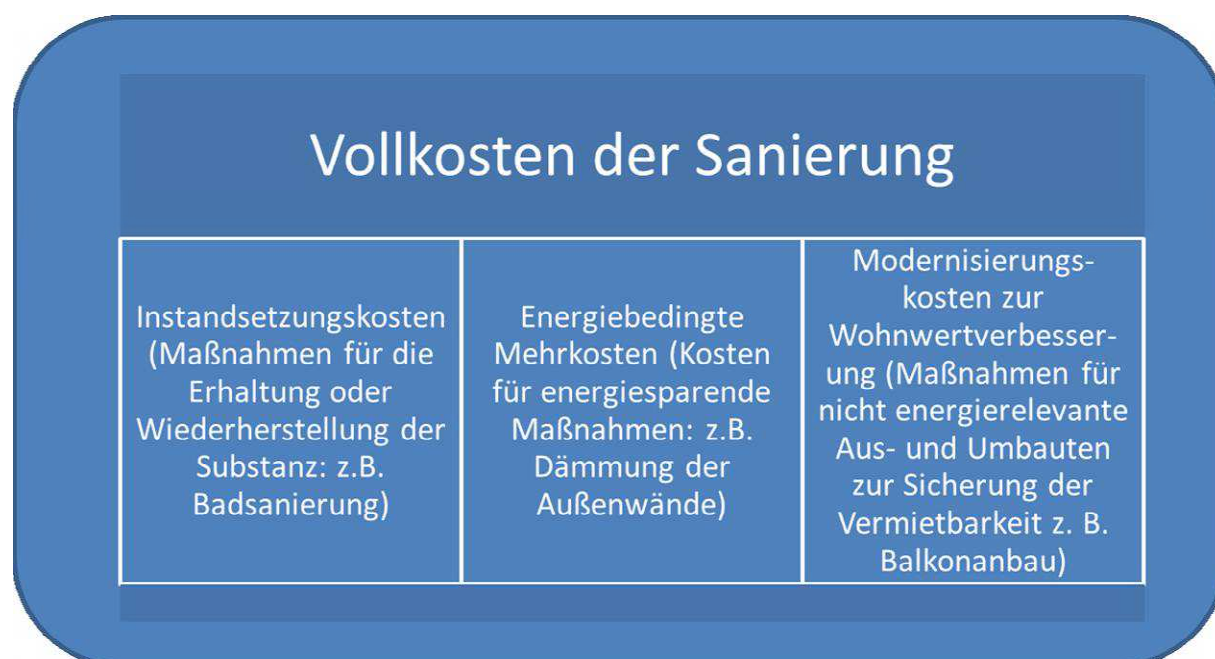 Vollkosten der Sanierung
Instandsetzungskosten
(Maßnahmen für die
Erhaltung oder
Wiederherstellung der
Substanz: z.B.
Badsanierung)
Energiebedingte
Mehrkosten (Kosten
für energiesparende
Maßnahmen: z.B.
Dämmung der
Außenwände)
Modernisierungs-
kosten zur
Wohnwertverbesser-
ung (Maßnahmen für
nicht energierelevante
Aus- und Umbauten
zur Sicherung der
Vermietbarkeit z. B.
Balkonanbau)